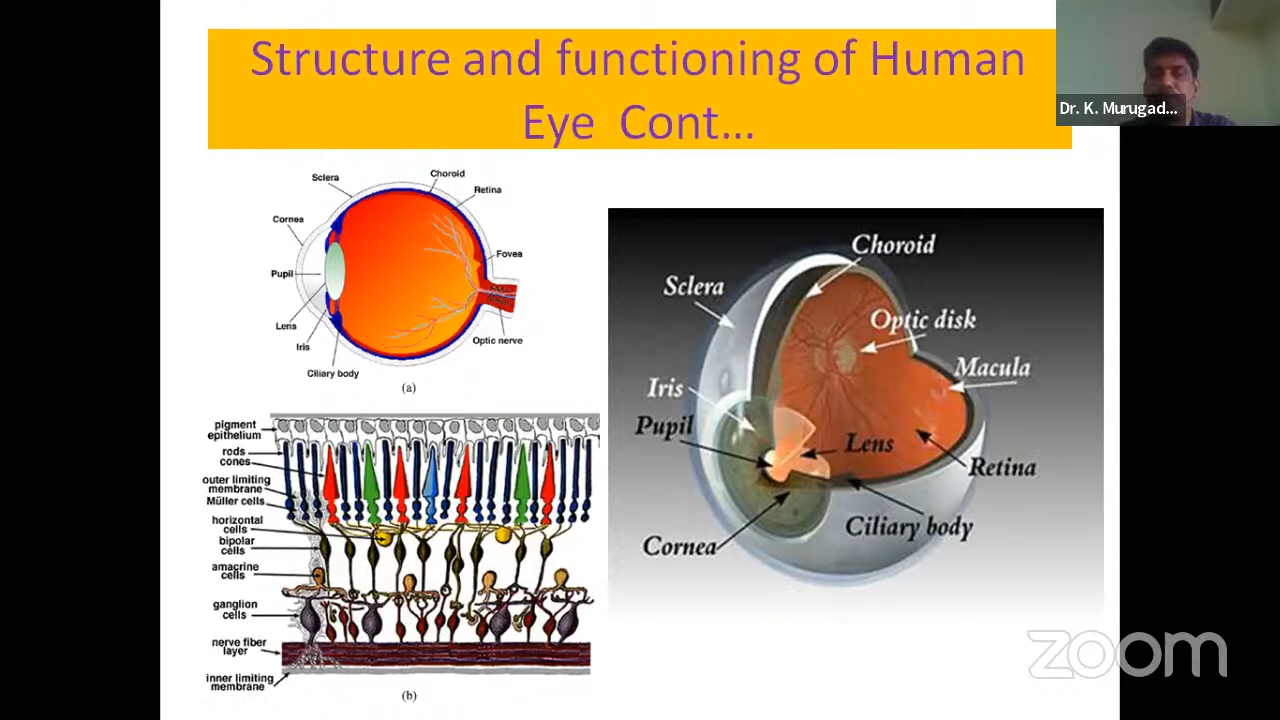 Structure and functioning of Human
Eye Cont...
Dr. K. Murugad...
Sclera
Choroid
Retina
Cornea
Fovea
Pupil
Lens
Iris
Optic nerve
Ciliary body
(a)
pigment
epithelium
rods
cones
outer limiting
membrane
Müller cells
horizontal
cells
bipolar
cells
amacrine
cells
ganglion
cells
nerve fiber
layer
inner limiting
membrane
(b)
Choroid
Sclera
Optic disk
Macula
Iris
Pupil
Lens
Retina
Ciliary body
Cornea
zoom